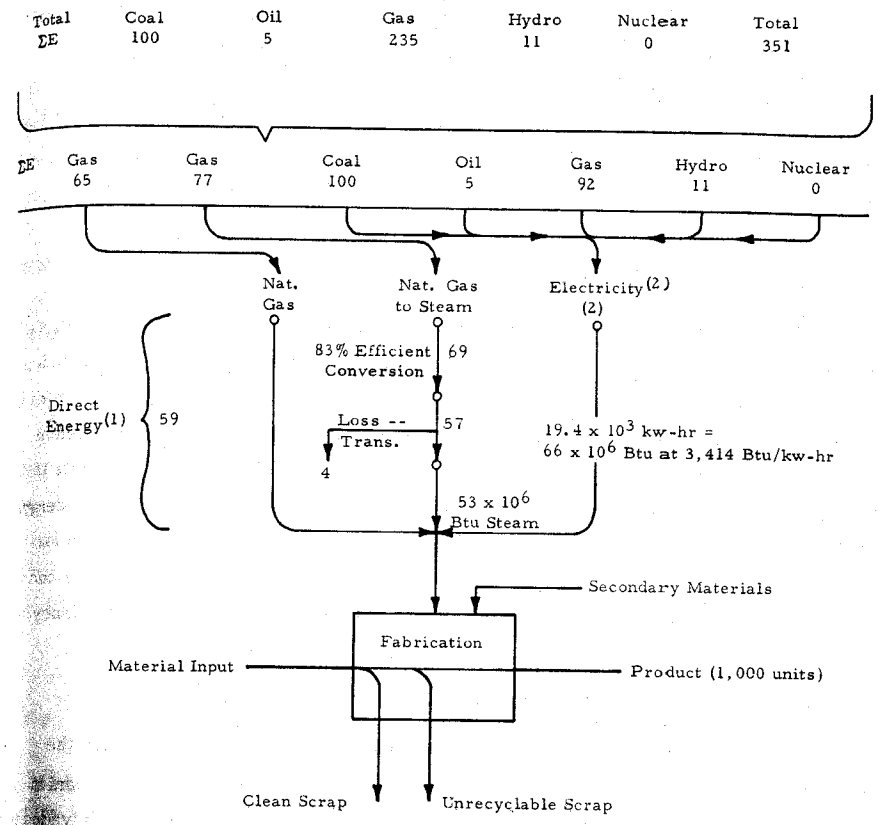 Total Coal Oil Gas Hydro Nuclear Total
ΣE 100 5 235 11 0 351
ΣE Gas Gas Coal Oil Gas Hydro Nuclear
65 77 100 5 92 11 0
Nat. Gas
Nat. Gas to Steam
Electricity(2)
(2)
83% Efficient Conversion
69
Direct Energy(1)
59
Loss -- Trans.
57
4
19.4 x 10³ kw-hr =
66 x 10⁶ Btu at 3,414 Btu/kw-hr
53 x 10⁶
Btu Steam
Secondary Materials
Fabrication
Material Input
Product (1,000 units)
Clean Scrap
Unrecyclable Scrap